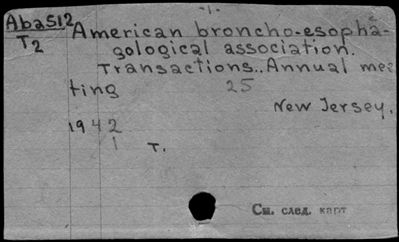 -1-
Aba512 American broncho-esopha-
T2 gological association.
Transactions.. Annual mee
ting 25
New Jersey.
1942
1 T.
См. след. карт